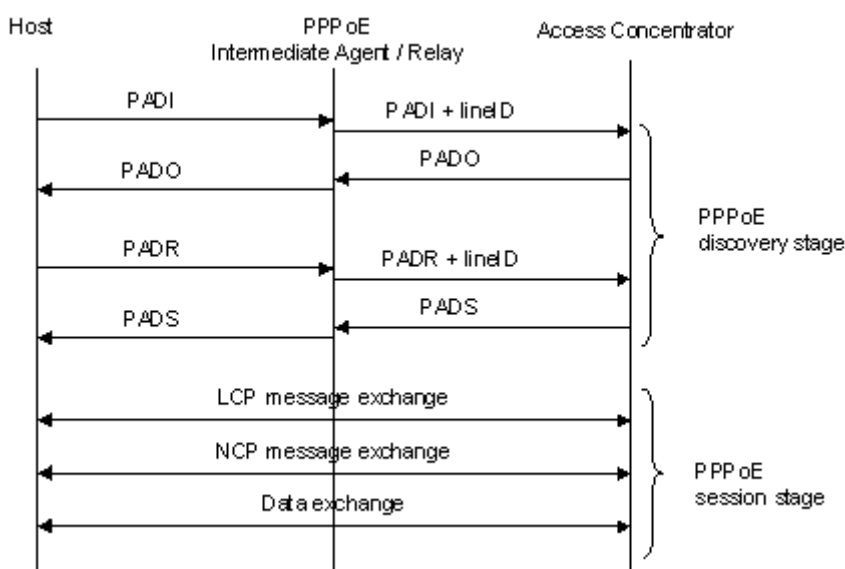 Host
PPPoE
Intermediate Agent / Relay
Access Concentrator
PADI
PADI + lineID
PADO
PADO
PADR
PADR + lineID
PADS
PADS
PPPoE
discovery stage
LCP message exchange
NCP message exchange
Data exchange
PPPoE
session stage